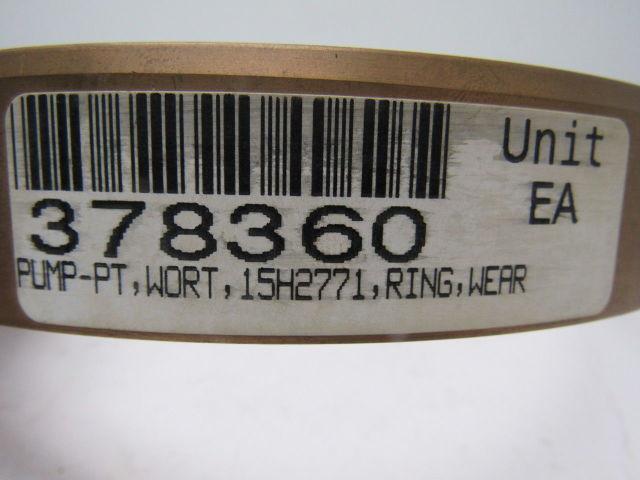 Unit
EA
378360
PUMP-PT,WORT,15H2771,RING,WEAR